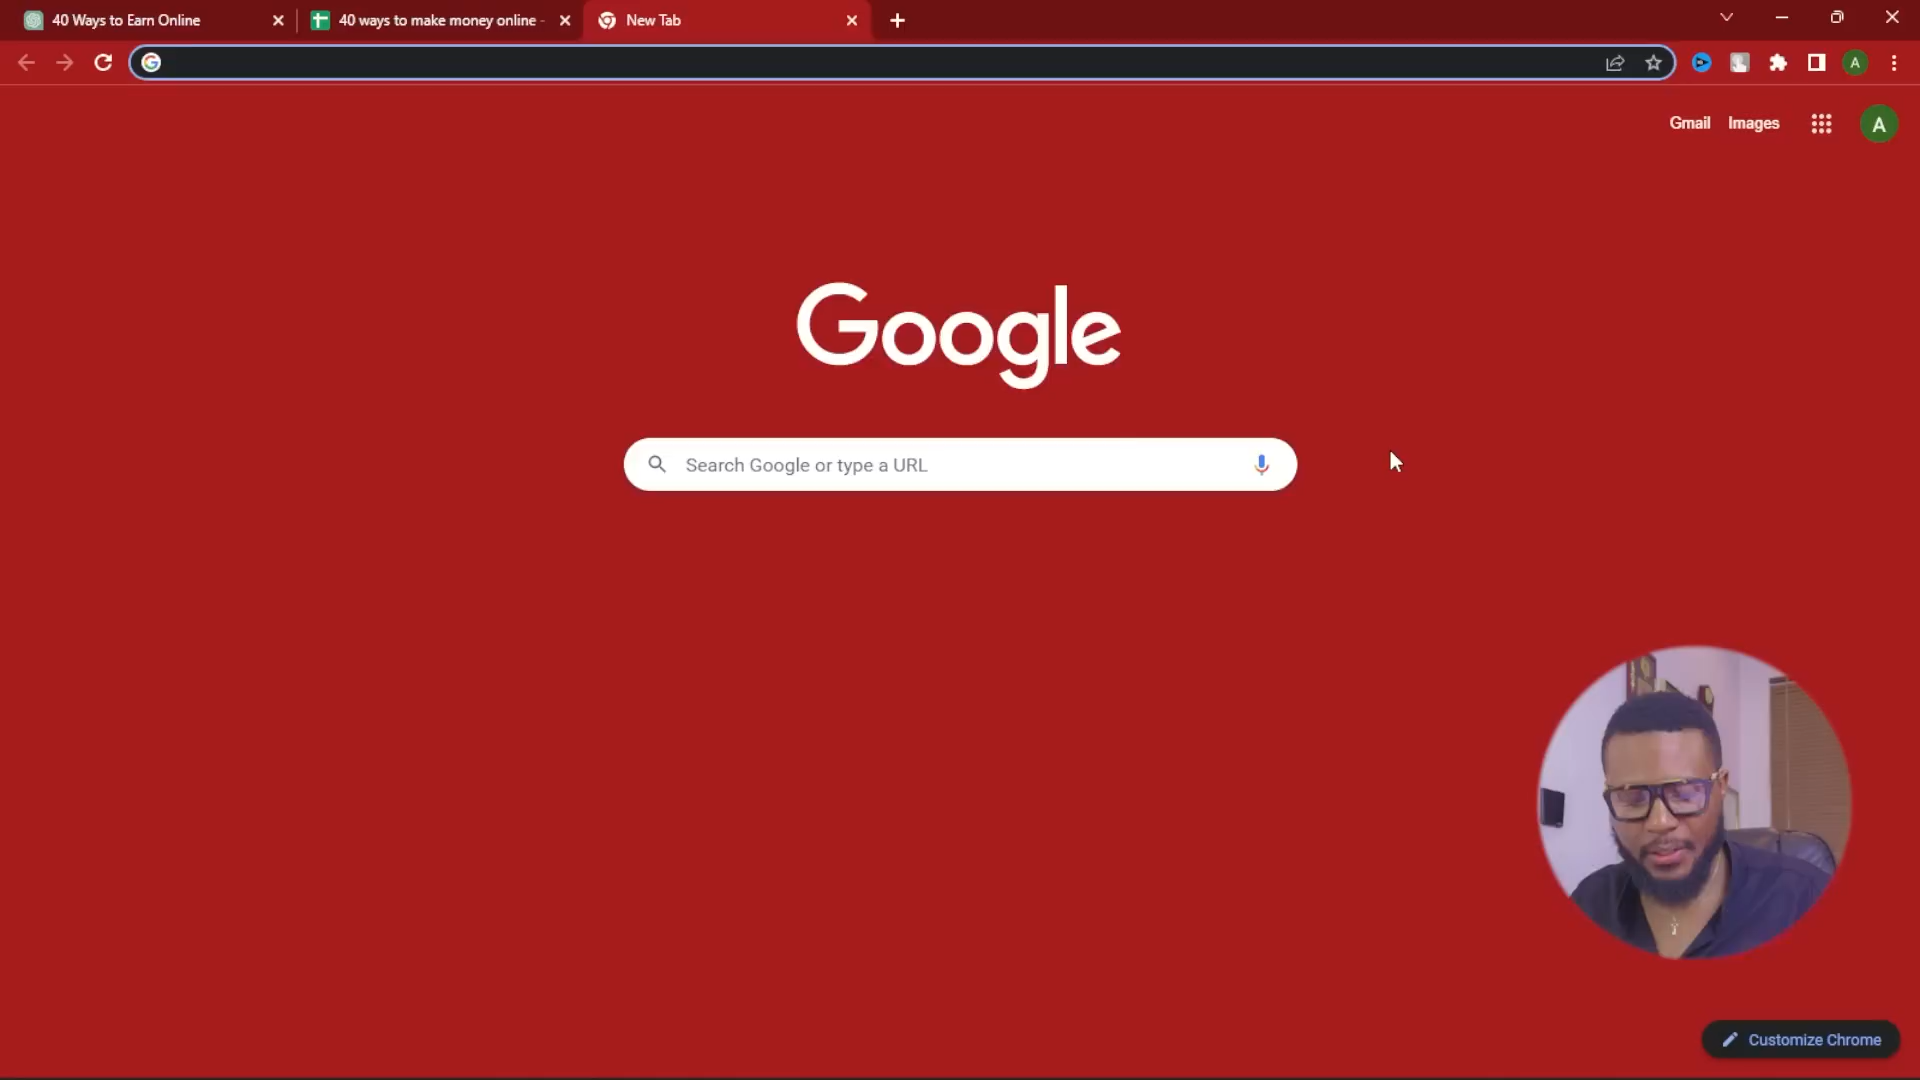 40 Ways to Earn Online
40 ways to make money online -
New Tab
A
Gmail
Images
A
Google
Search Google or type a URL
Customize Chrome